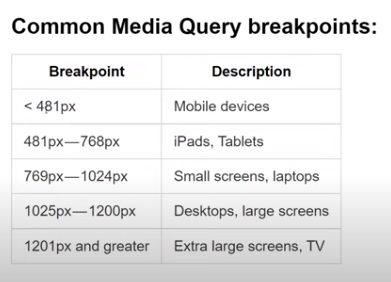 Common Media Query breakpoints:
Breakpoint Description
< 481px Mobile devices
481px—768px iPads, Tablets
769px—1024px Small screens, laptops
1025px—1200px Desktops, large screens
1201px and greater Extra large screens, TV